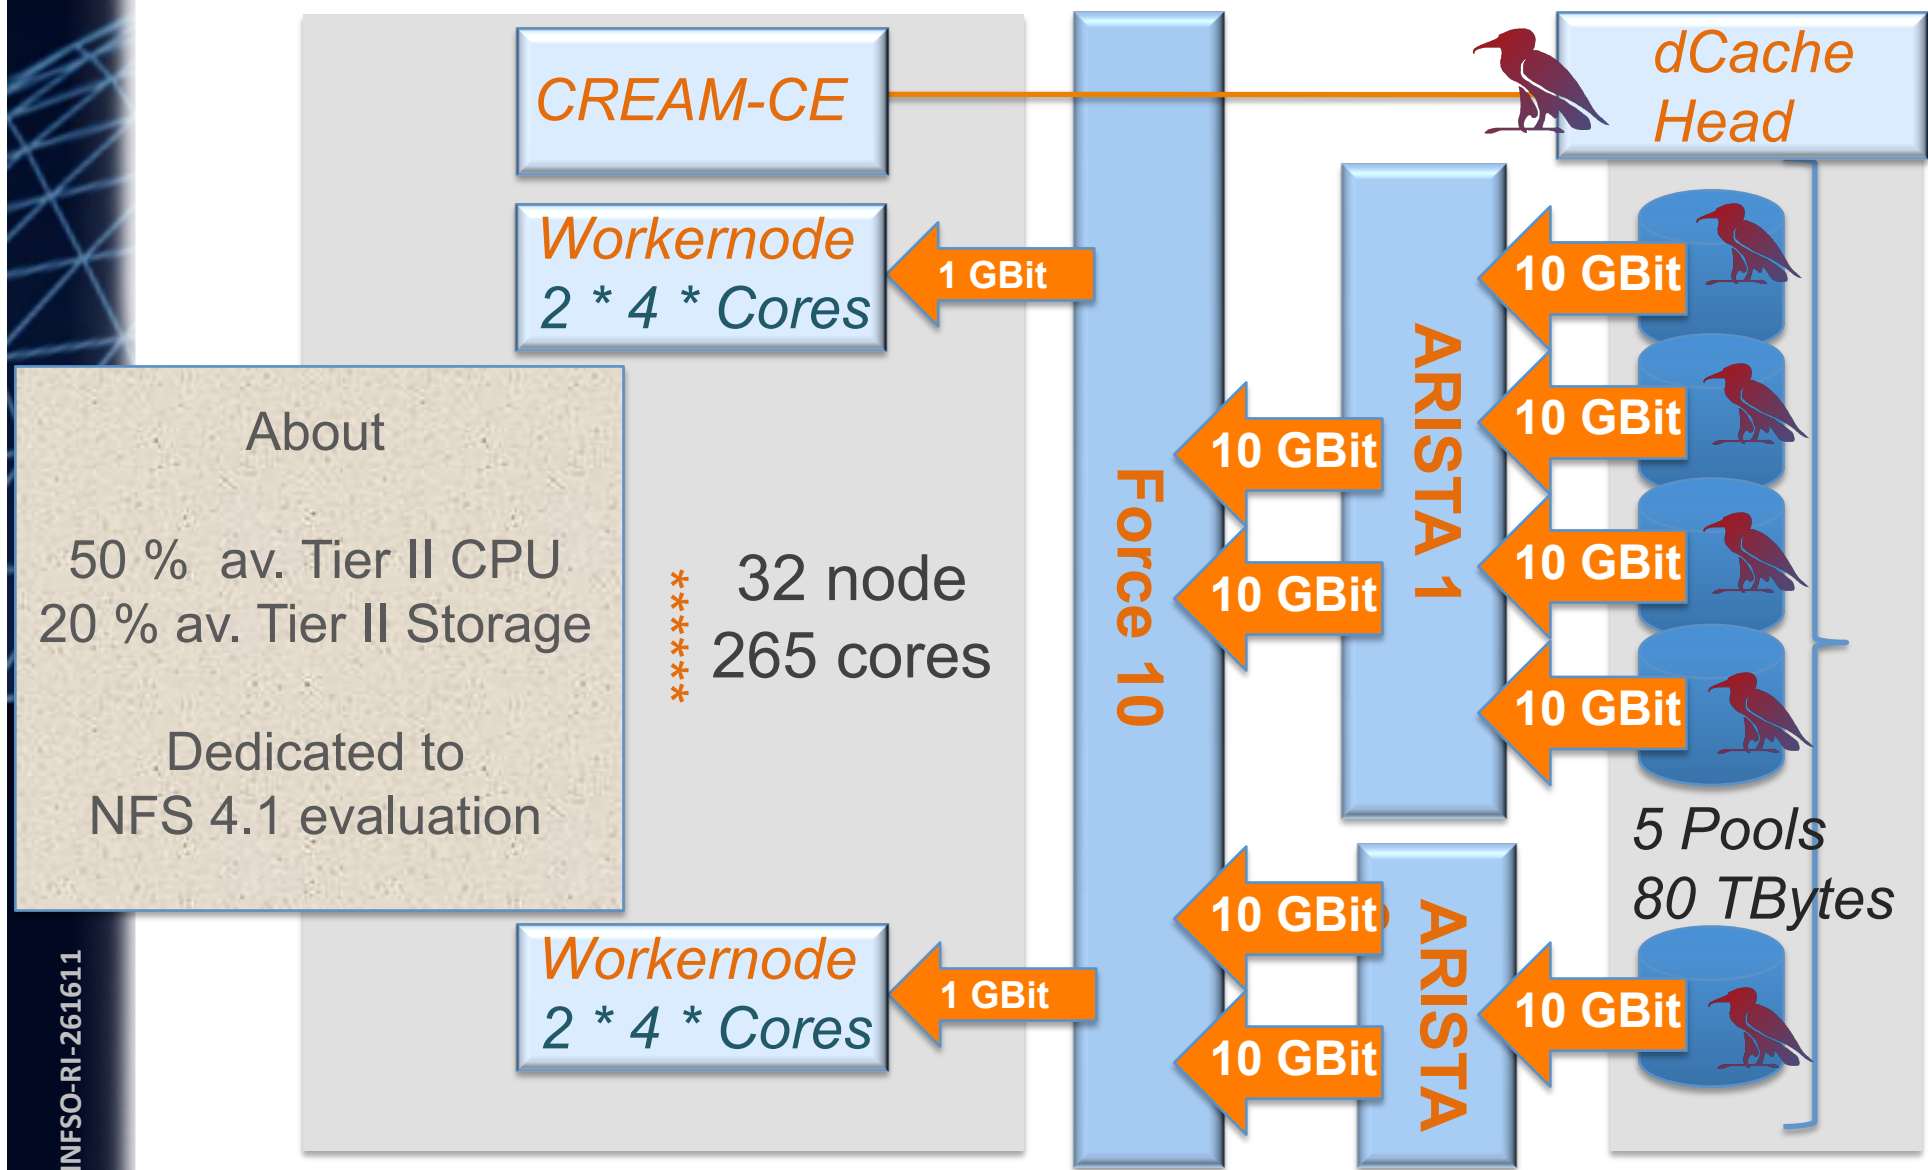 CREAM-CE
dCache
Head
Workernode
2 * 4 * Cores
1 GBit
10 GBit
10 GBit
10 GBit
10 GBit
ARISTA 1
10 GBit
10 GBit
Force 10
About
50 % av. Tier II CPU
20 % av. Tier II Storage
Dedicated to
NFS 4.1 evaluation
******
32 node
265 cores
5 Pools
80 TBytes
Workernode
2 * 4 * Cores
1 GBit
10 GBit
10 GBit
ARISTA
10 GBit
INFSO-RI-261611